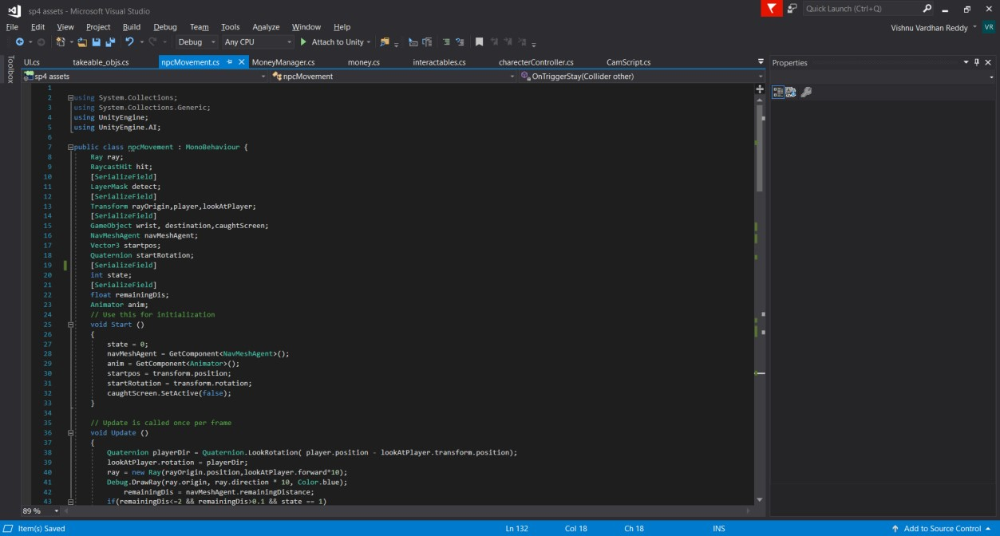 sp4 assets - Microsoft Visual Studio
Quick Launch (Ctrl+Q)
File Edit View Project Build Debug Team Tools Analyze Window Help
Vishnu Vardhan Reddy VR
Debug Any CPU Attach to Unity
Toolbox
UI.cs takeable_objs.cs npcMovement.cs MoneyManager.cs money.cs interactables.cs charecterController.cs CamScript.cs
Properties
sp4 assets npcMovement OnTriggerStay(Collider other)
1
2 using System.Collections;
3 using System.Collections.Generic;
4 using UnityEngine;
5 using UnityEngine.AI;
6
7 public class npcMovement : MonoBehaviour {
8 Ray ray;
9 RaycastHit hit;
10 [SerializeField]
11 LayerMask detect;
12 [SerializeField]
13 Transform rayOrigin,player,lookAtPlayer;
14 [SerializeField]
15 GameObject wrist, destination,caughtScreen;
16 NavMeshAgent navMeshAgent;
17 Vector3 startpos;
18 Quaternion startRotation;
19 [SerializeField]
20 int state;
21 [SerializeField]
22 float remainingDis;
23 Animator anim;
24 // Use this for initialization
25 void Start ()
26 {
27 state = 0;
28 navMeshAgent = GetComponent<NavMeshAgent>();
29 anim = GetComponent<Animator>();
30 startpos = transform.position;
31 startRotation = transform.rotation;
32 caughtScreen.SetActive(false);
33 }
34
35 // Update is called once per frame
36 void Update ()
37 {
38 Quaternion playerDir = Quaternion.LookRotation( player.position - lookAtPlayer.transform.position);
39 lookAtPlayer.rotation = playerDir;
40 ray = new Ray(rayOrigin.position,lookAtPlayer.forward*10);
41 Debug.DrawRay(ray.origin, ray.direction * 10, Color.blue);
42 remainingDis = navMeshAgent.remainingDistance;
43 if(remainingDis<=2 && remainingDis>0.1 && state == 1)
89 %
Item(s) Saved Ln 132 Col 18 Ch 18 INS Add to Source Control